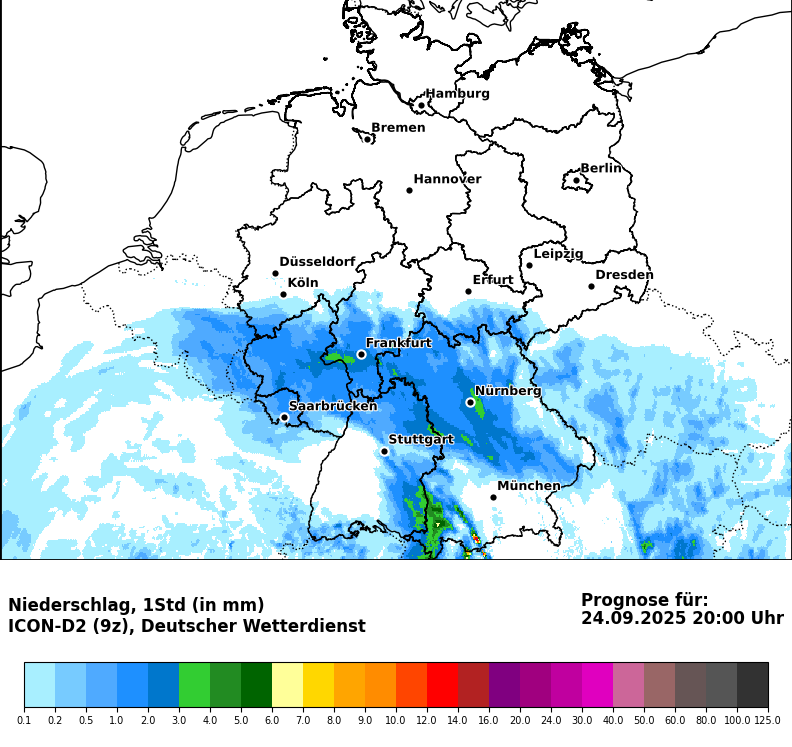 Hamburg
Bremen
Berlin
Hannover
Leipzig
Düsseldorf
Dresden
Köln
Erfurt
Frankfurt
Nürnberg
Saarbrücken
Stuttgart
München
Niederschlag, 1Std (in mm)
ICON-D2 (9z), Deutscher Wetterdienst
Prognose für:
24.09.2025 20:00 Uhr
0.1 0.2 0.5 1.0 2.0 3.0 4.0 5.0 6.0 7.0 8.0 9.0 10.0 12.0 14.0 16.0 20.0 24.0 30.0 40.0 50.0 60.0 80.0 100.0 125.0